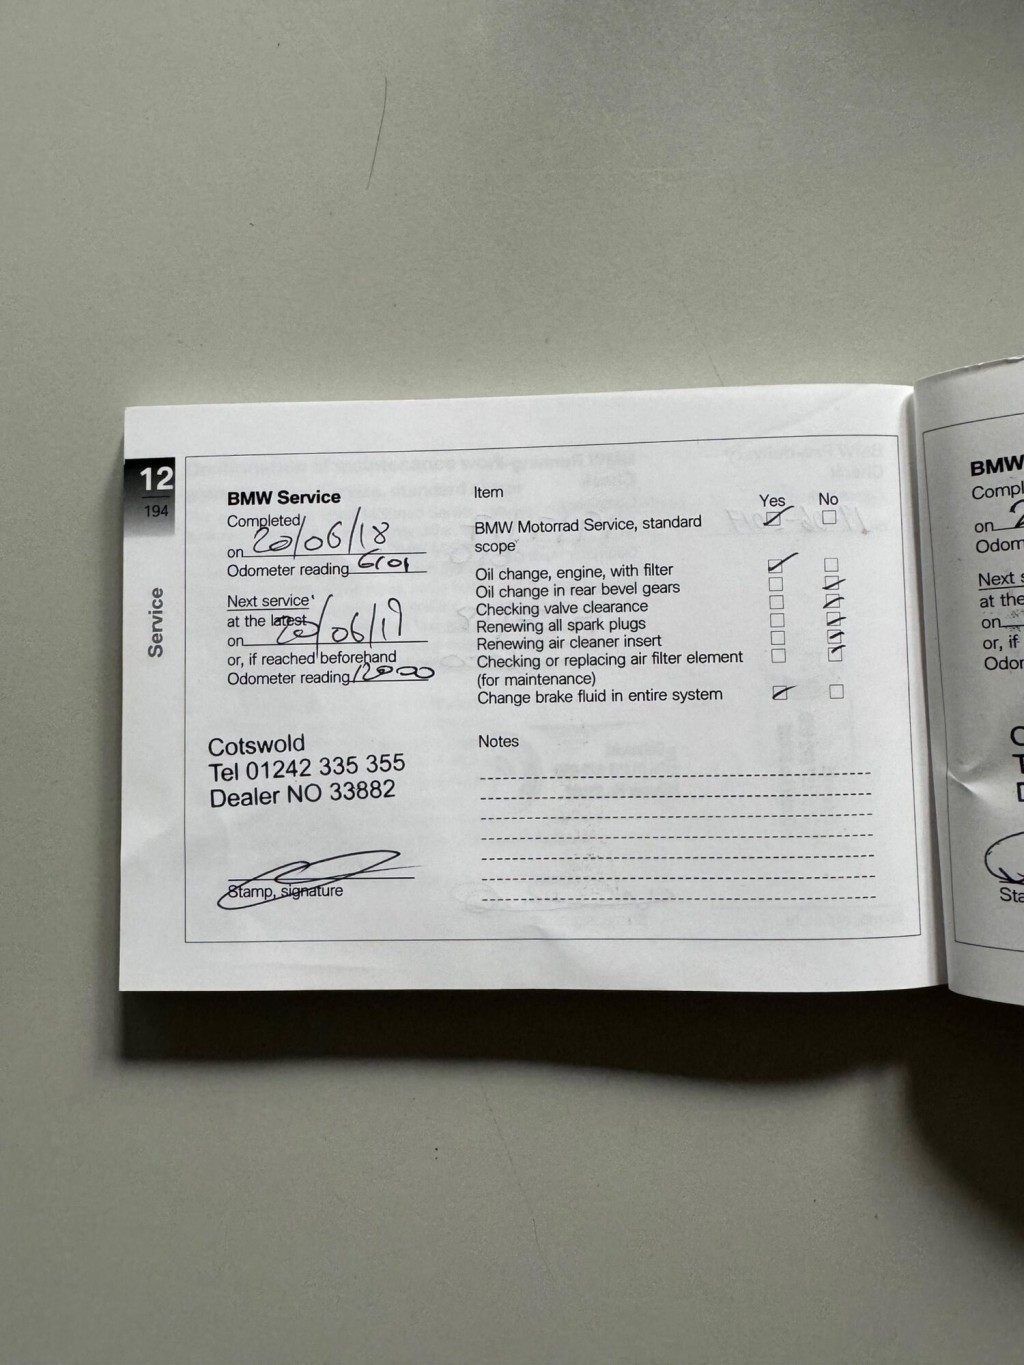 12
194
Service
BMW Service
Completed
on 20/06/18
Odometer reading 6101
Next service
at the latest
on 20/06/19
or, if reached beforehand
Odometer reading 12000
Cotswold
Tel 01242 335 355
Dealer NO 33882
Stamp, signature
Item
Yes No
BMW Motorrad Service, standard
scope
Oil change, engine, with filter
Oil change in rear bevel gears
Checking valve clearance
Renewing all spark plugs
Renewing air cleaner insert
Checking or replacing air filter element
(for maintenance)
Change brake fluid in entire system
Notes
BMW
Compl
on 2
Odom
Next s
at the
on
or, if
Odor
C
T
D
Sta